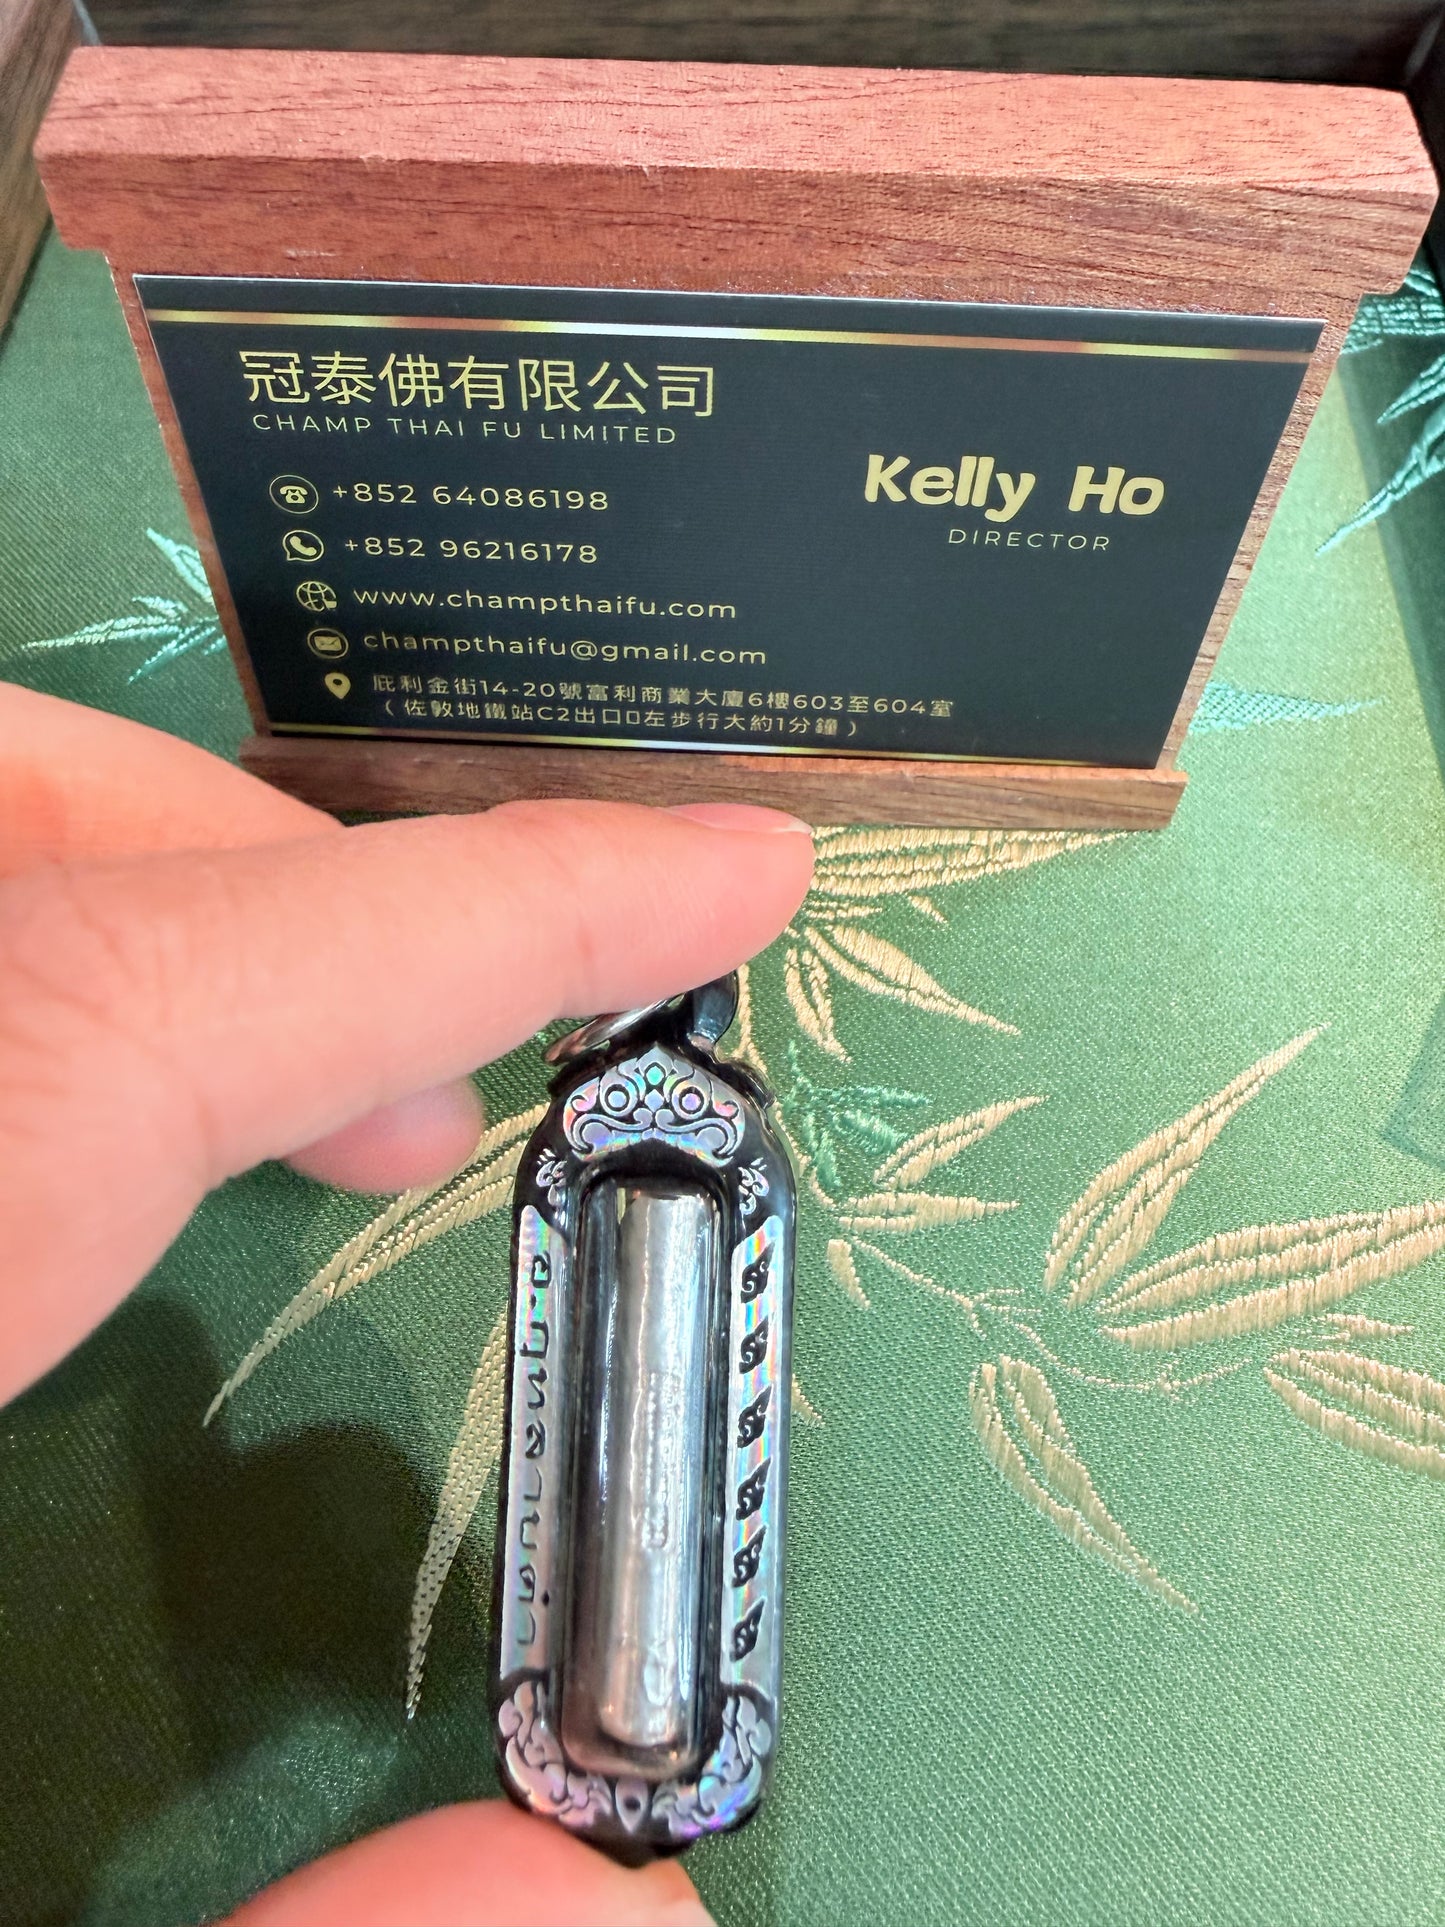 冠泰佛有限公司
CHAMP THAI FU LIMITED
+852 64086198
+852 96216178
www.champthaifu.com
champthaifu@gmail.com
庇利金街14-20號富利商業大廈6樓603至604室
（佐敦地鐵站C2出口▯左步行大約1分鐘）
Kelly Ho
DIRECTOR